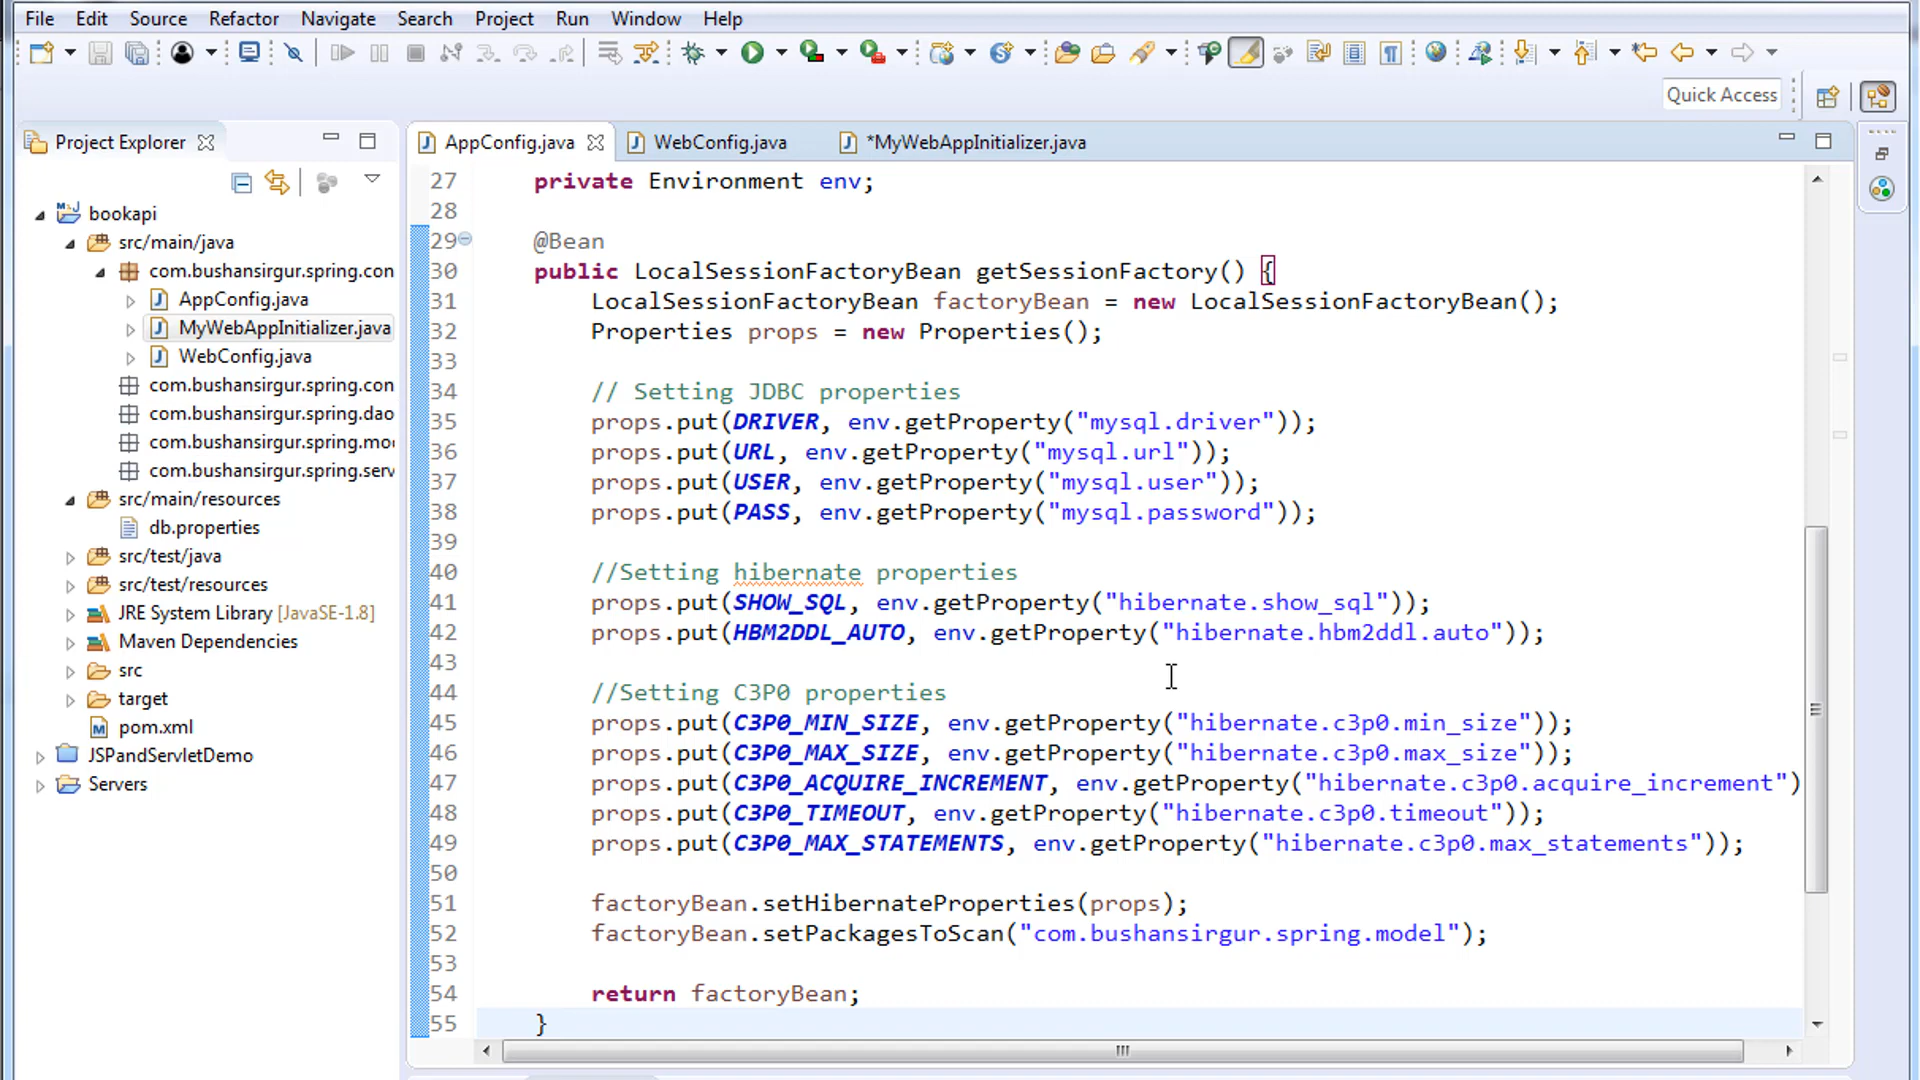 File Edit Source Refactor Navigate Search Project Run Window Help
Quick Access
Project Explorer
AppConfig.java
WebConfig.java
*MyWebAppInitializer.java
bookapi
src/main/java
com.bushansirgur.spring.con
AppConfig.java
MyWebAppInitializer.java
WebConfig.java
com.bushansirgur.spring.con
com.bushansirgur.spring.dao
com.bushansirgur.spring.mo
com.bushansirgur.spring.serv
src/main/resources
db.properties
src/test/java
src/test/resources
JRE System Library [JavaSE-1.8]
Maven Dependencies
src
target
pom.xml
JSPandServletDemo
Servers
27 private Environment env;
28
29 @Bean
30 public LocalSessionFactoryBean getSessionFactory() {
31 LocalSessionFactoryBean factoryBean = new LocalSessionFactoryBean();
32 Properties props = new Properties();
33
34 // Setting JDBC properties
35 props.put(DRIVER, env.getProperty("mysql.driver"));
36 props.put(URL, env.getProperty("mysql.url"));
37 props.put(USER, env.getProperty("mysql.user"));
38 props.put(PASS, env.getProperty("mysql.password"));
39
40 //Setting hibernate properties
41 props.put(SHOW_SQL, env.getProperty("hibernate.show_sql"));
42 props.put(HBM2DDL_AUTO, env.getProperty("hibernate.hbm2ddl.auto"));
43
44 //Setting C3P0 properties
45 props.put(C3P0_MIN_SIZE, env.getProperty("hibernate.c3p0.min_size"));
46 props.put(C3P0_MAX_SIZE, env.getProperty("hibernate.c3p0.max_size"));
47 props.put(C3P0_ACQUIRE_INCREMENT, env.getProperty("hibernate.c3p0.acquire_increment")
48 props.put(C3P0_TIMEOUT, env.getProperty("hibernate.c3p0.timeout"));
49 props.put(C3P0_MAX_STATEMENTS, env.getProperty("hibernate.c3p0.max_statements"));
50
51 factoryBean.setHibernateProperties(props);
52 factoryBean.setPackagesToScan("com.bushansirgur.spring.model");
53
54 return factoryBean;
55 }